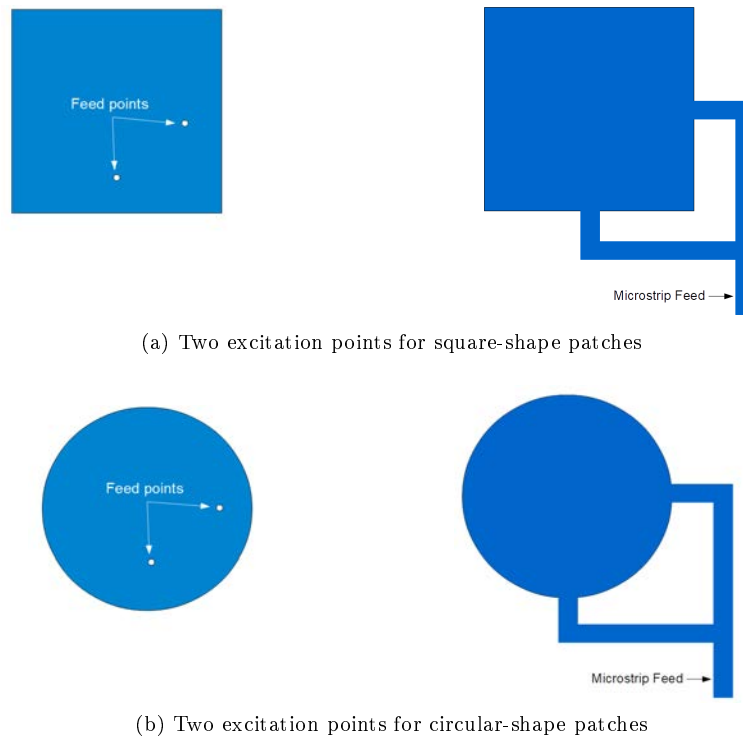 Feed points
Microstrip Feed
(a) Two excitation points for square-shape patches
Feed points
Microstrip Feed
(b) Two excitation points for circular-shape patches